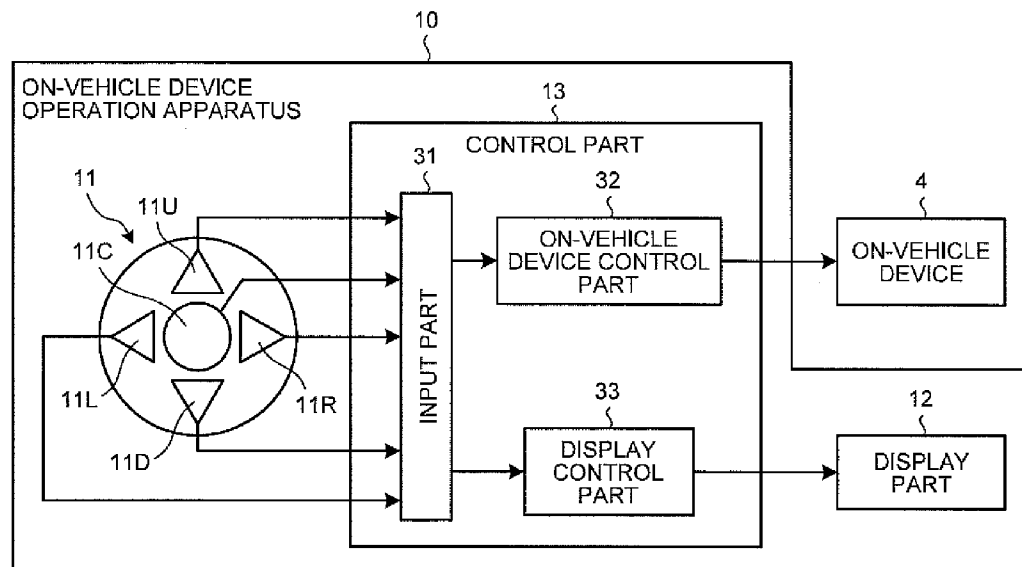 10
ON-VEHICLE DEVICE
OPERATION APPARATUS
13
CONTROL PART
11
11U
11C
11L
11D
11R
31
INPUT PART
32
ON-VEHICLE
DEVICE CONTROL
PART
4
ON-VEHICLE
DEVICE
33
DISPLAY
CONTROL
PART
12
DISPLAY
PART